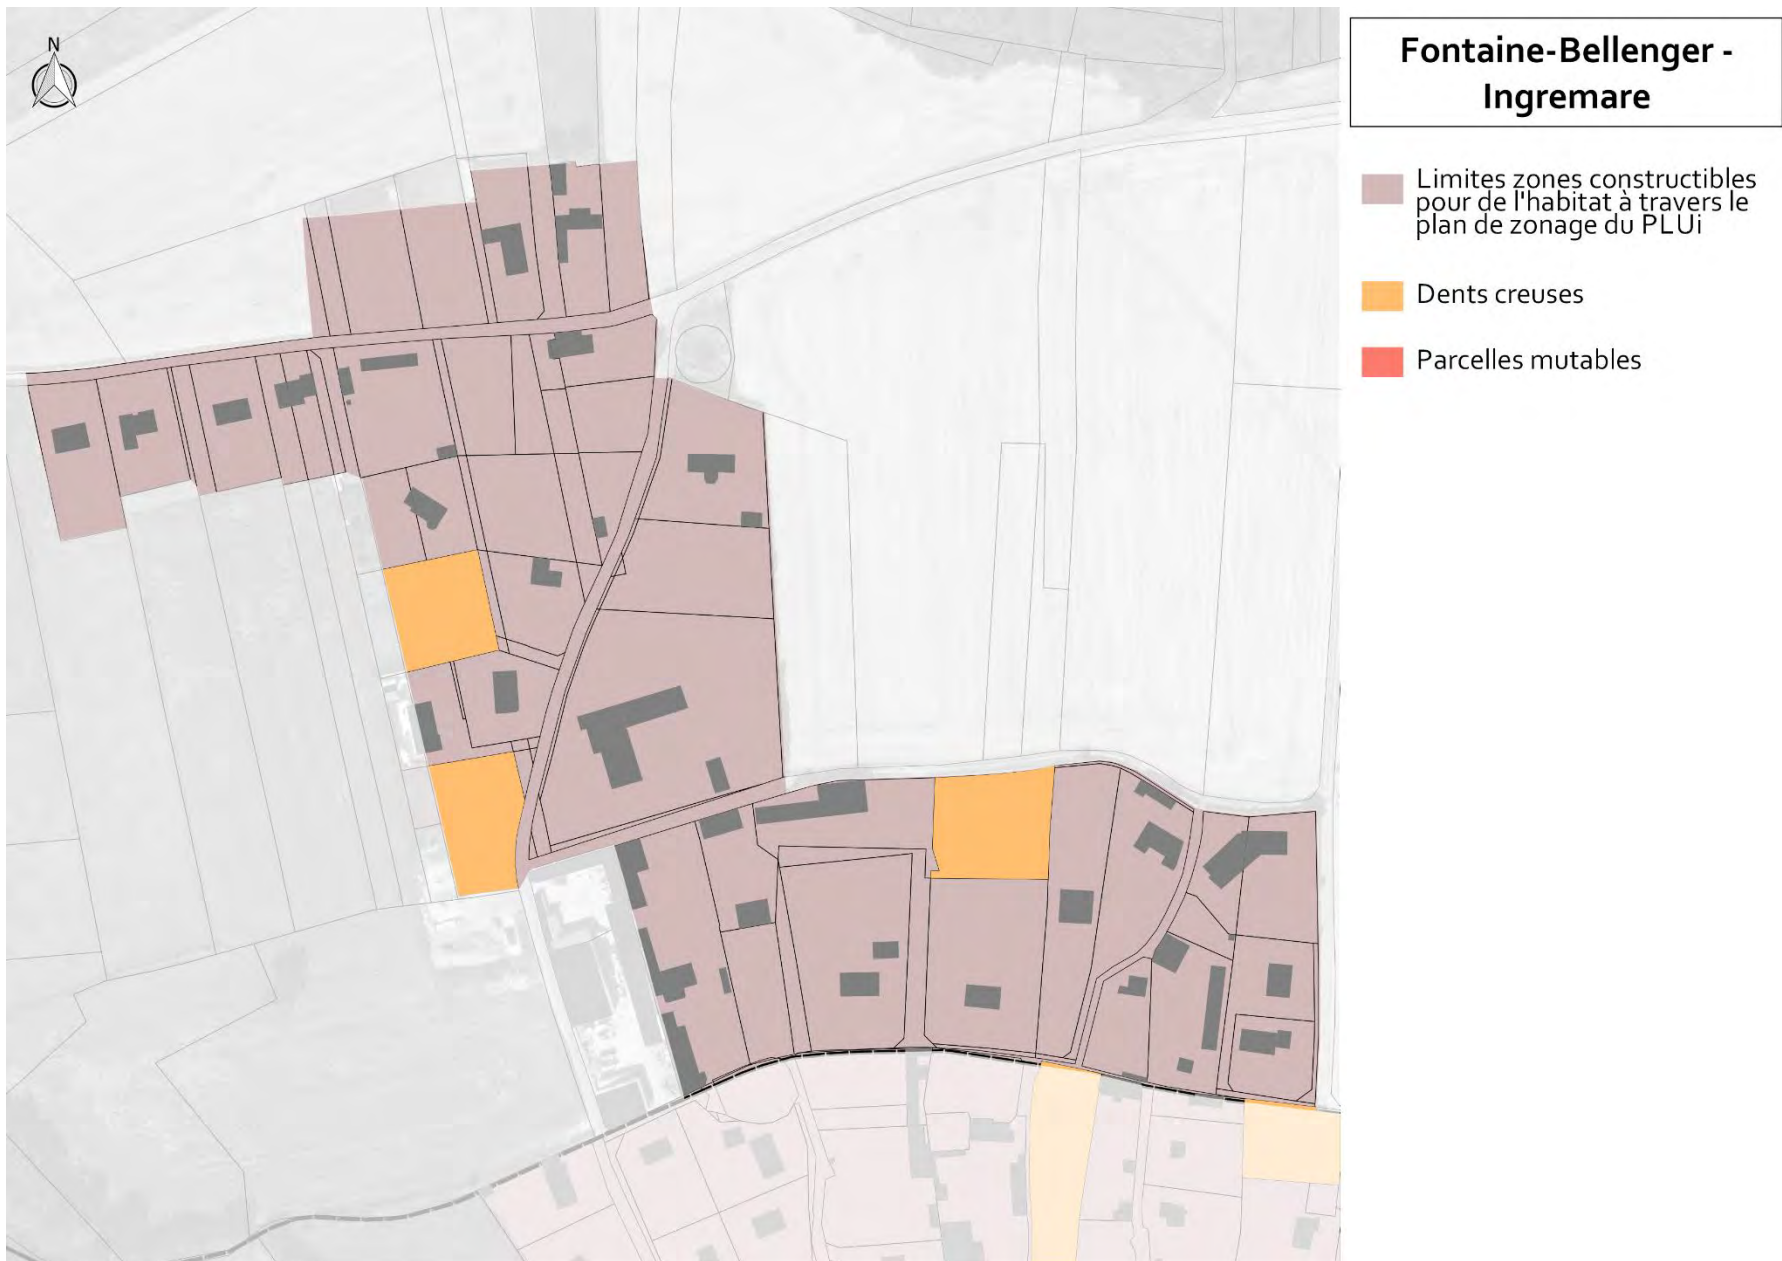 N
Fontaine-Bellenger -
Ingremare
Limites zones constructibles
pour de l'habitat à travers le
plan de zonage du PLUi
Dents creuses
Parcelles mutables